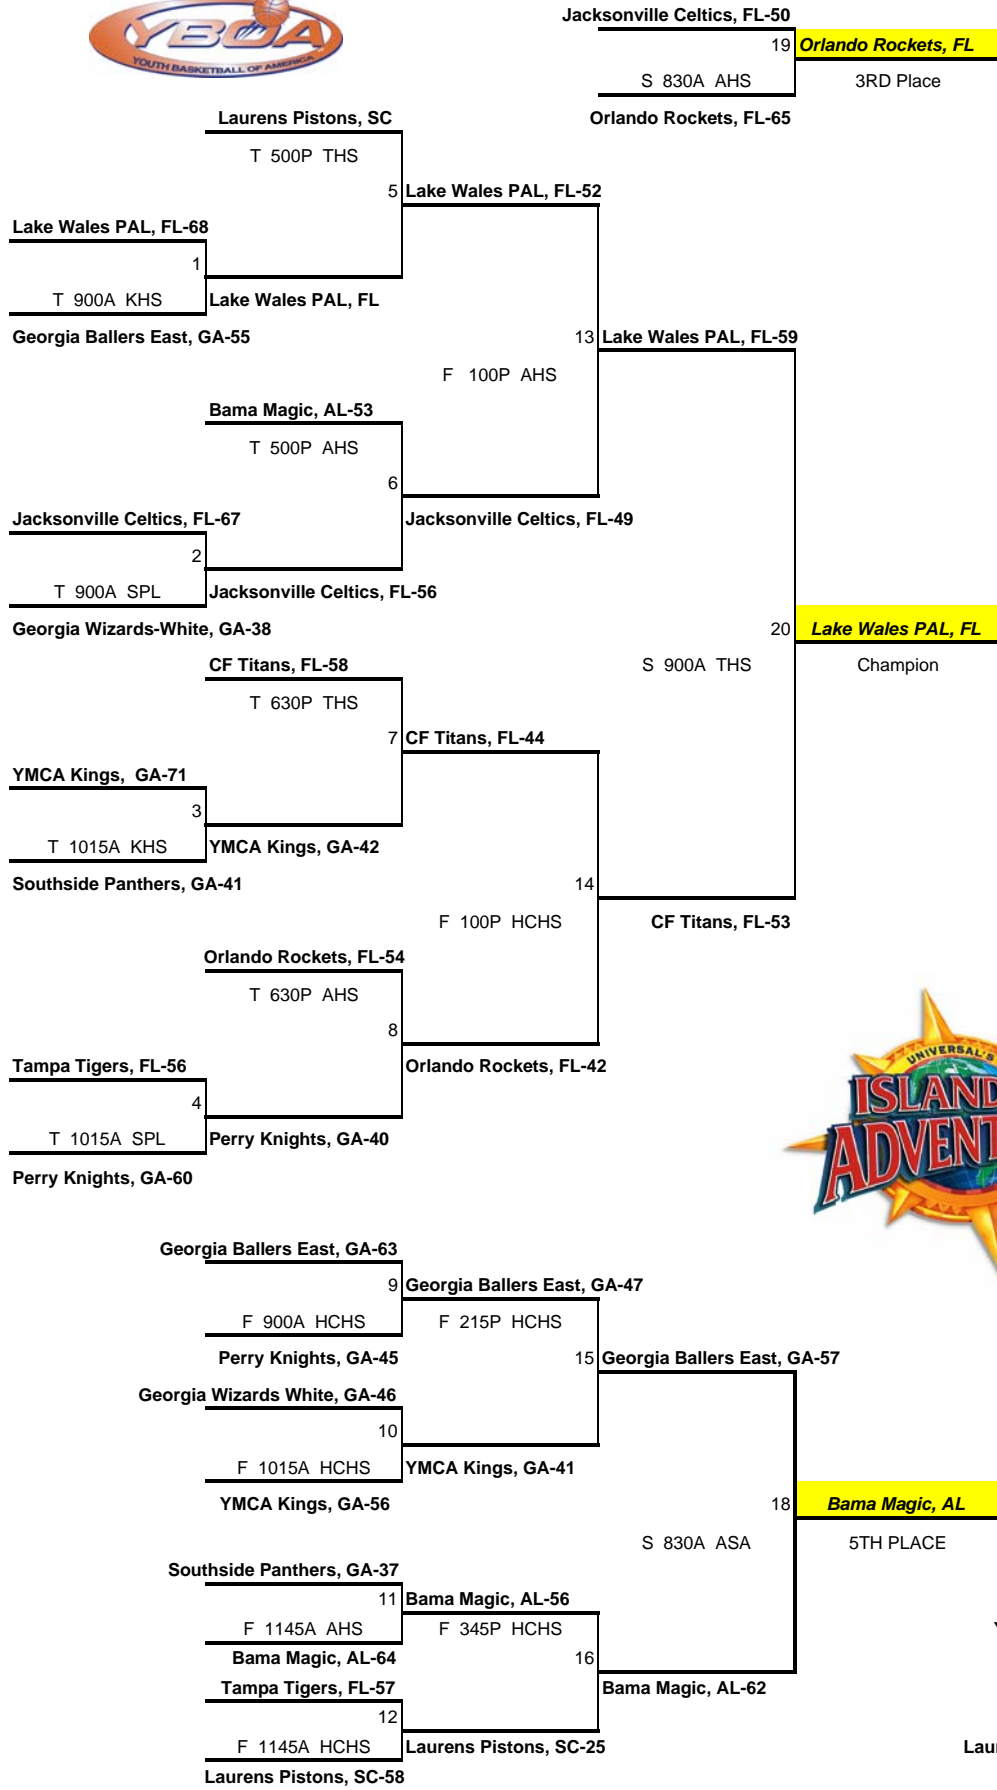 YBOA
YOUTH BASKETBALL OF AMERICA
Jacksonville Celtics, FL-50
19 Orlando Rockets, FL
S 830A AHS 3RD Place
Laurens Pistons, SC Orlando Rockets, FL-65
T 500P THS
5 Lake Wales PAL, FL-52
Lake Wales PAL, FL-68
1
T 900A KHS Lake Wales PAL, FL
Georgia Ballers East, GA-55 13 Lake Wales PAL, FL-59
F 100P AHS
Bama Magic, AL-53
T 500P AHS
6
Jacksonville Celtics, FL-67 Jacksonville Celtics, FL-49
2
T 900A SPL Jacksonville Celtics, FL-56
Georgia Wizards-White, GA-38 20 Lake Wales PAL, FL
CF Titans, FL-58 S 900A THS Champion
T 630P THS
7 CF Titans, FL-44
YMCA Kings, GA-71
3
T 1015A KHS YMCA Kings, GA-42
Southside Panthers, GA-41 14
F 100P HCHS CF Titans, FL-53
Orlando Rockets, FL-54
T 630P AHS
8
Tampa Tigers, FL-56 Orlando Rockets, FL-42
4
T 1015A SPL Perry Knights, GA-40
Perry Knights, GA-60
UNIVERSAL'S
ISLAND
ADVENT
Georgia Ballers East, GA-63
9 Georgia Ballers East, GA-47
F 900A HCHS F 215P HCHS
Perry Knights, GA-45 15 Georgia Ballers East, GA-57
Georgia Wizards White, GA-46
10
F 1015A HCHS YMCA Kings, GA-41
YMCA Kings, GA-56 18 Bama Magic, AL
S 830A ASA 5TH PLACE
Southside Panthers, GA-37
11 Bama Magic, AL-56
F 1145A AHS F 345P HCHS
Bama Magic, AL-64 16
Tampa Tigers, FL-57 Bama Magic, AL-62
12
F 1145A HCHS Laurens Pistons, SC-25 Lau
Laurens Pistons, SC-58